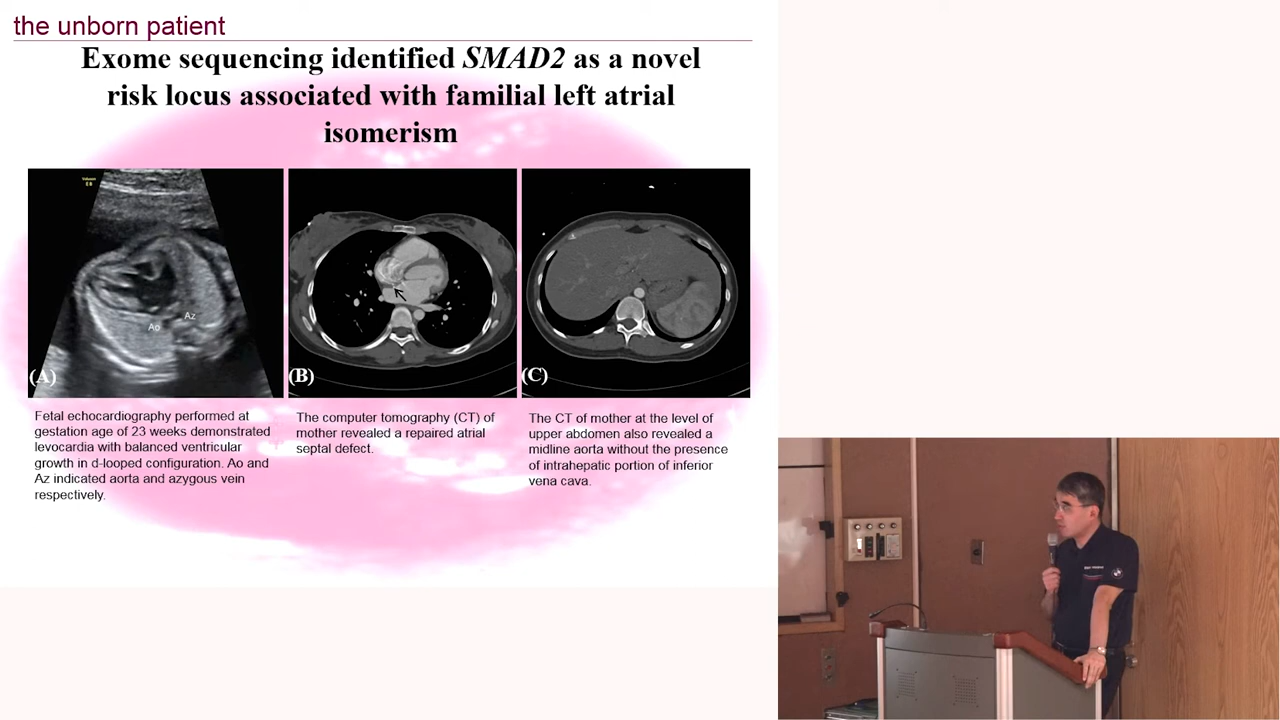 the unborn patient
Exome sequencing identified SMAD2 as a novel
risk locus associated with familial left atrial
isomerism
Voluson
E8
Ao
Az
(A)
(B)
(C)
Fetal echocardiography performed at
gestation age of 23 weeks demonstrated
levocardia with balanced ventricular
growth in d-looped configuration. Ao and
Az indicated aorta and azygous vein
respectively.
The computer tomography (CT) of
mother revealed a repaired atrial
septal defect.
The CT of mother at the level of
upper abdomen also revealed a
midline aorta without the presence
of intrahepatic portion of inferior
vena cava.